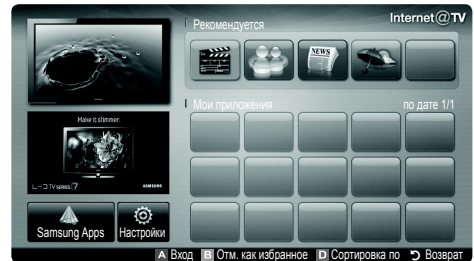 Internet@TV
Рекомендуется
NEWS
Мои приложения по дате 1/1
Make it slimmer.
TV SERIES 7 SAMSUNG
Samsung Apps Настройки
A Вход B Отм. как избранное D Сортировка по Возврат